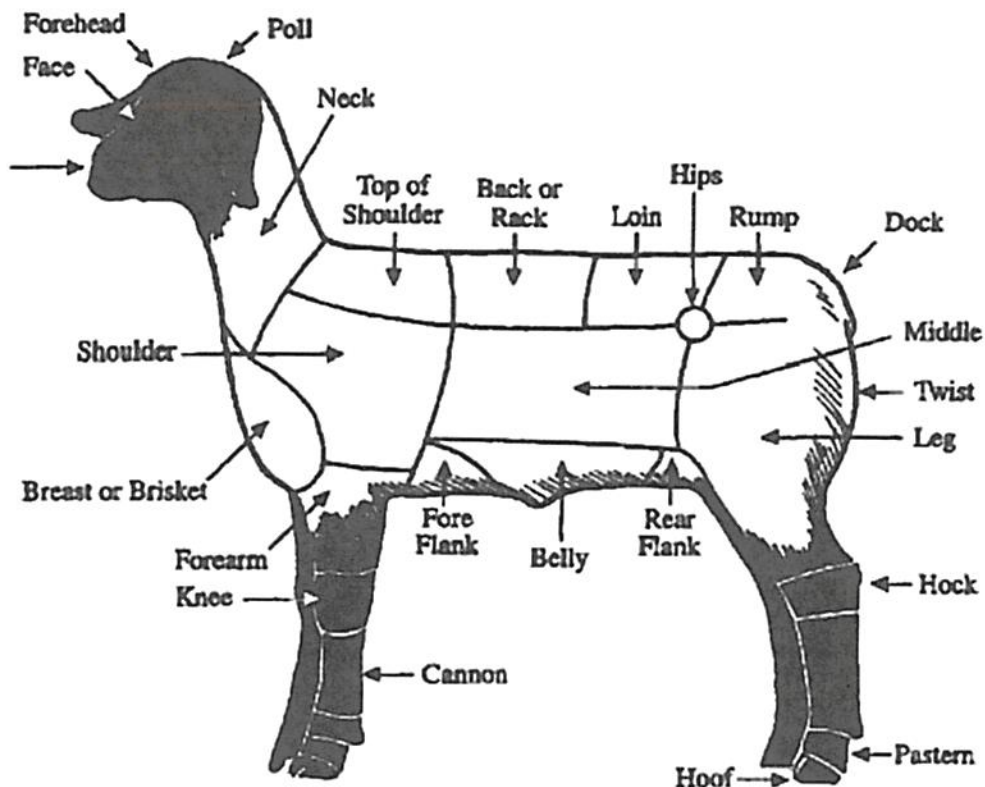 Forehead
Poll
Face
Neck
Top of
Shoulder
Back or
Rack
Loin
Hips
Rump
Dock
Shoulder
Middle
Twist
Leg
Breast or Brisket
Forearm
Fore
Flank
Belly
Rear
Flank
Knee
Hock
Cannon
Pastern
Hoof